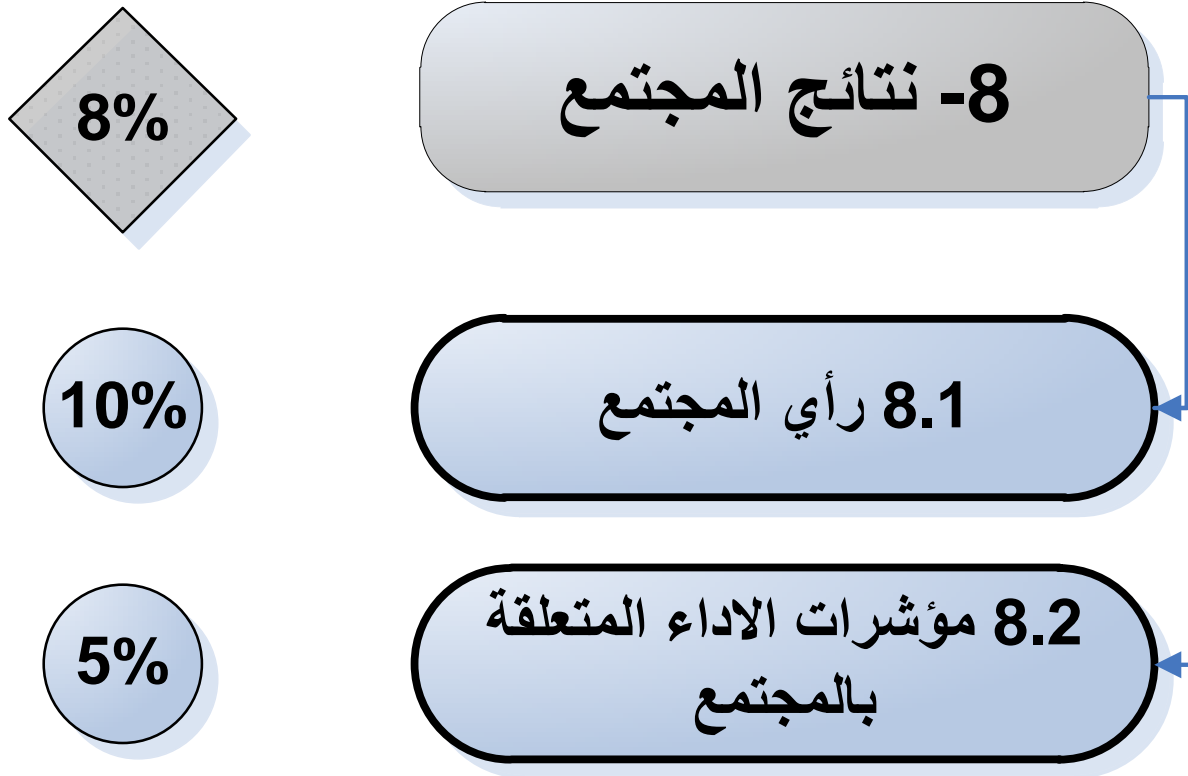 8- نتائج المجتمع
8%
8.1 رأي المجتمع
10%
8.2 مؤشرات الاداء المتعلقة
بالمجتمع
5%